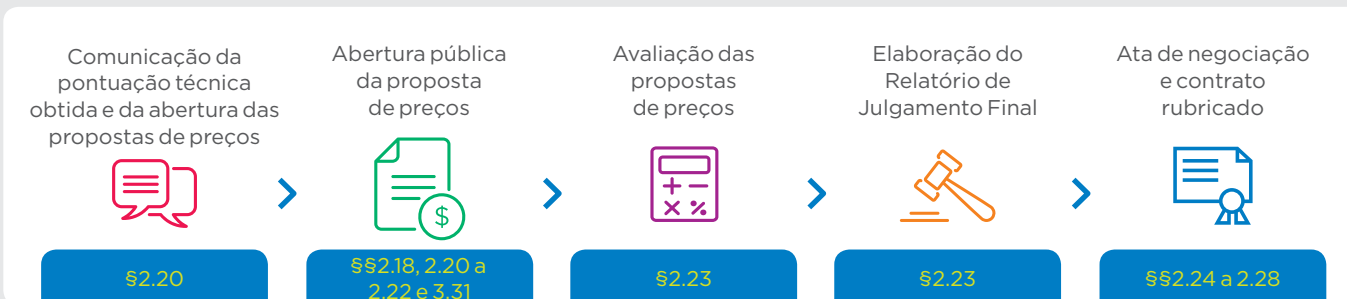 Comunicação da
pontuação técnica
obtida e da abertura das
propostas de preços
§2.20
Abertura pública
da proposta
de preços
$
§§2.18, 2.20 a
2.22 e 3.31
Avaliação das
propostas
de preços
§2.23
Elaboração do
Relatório de
Julgamento Final
§2.23
Ata de negociação
e contrato
rubricado
§§2.24 a 2.28